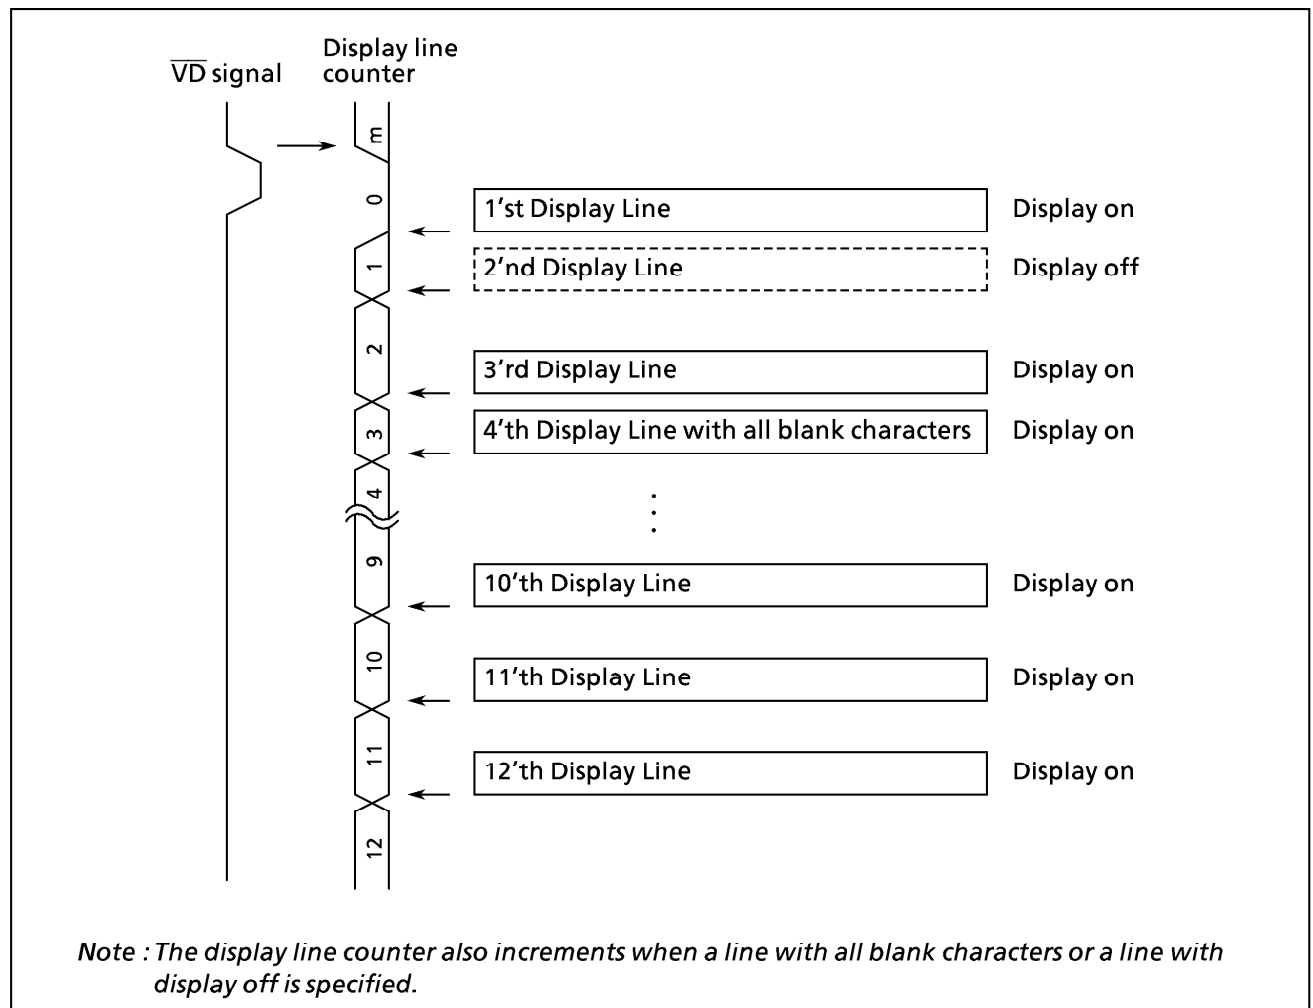 Display line
counter
VD signal
m
0
1'st Display Line Display on
1
2'nd Display Line Display off
2
3'rd Display Line Display on
3
4'th Display Line with all blank characters Display on
4
9
10'th Display Line Display on
10
11'th Display Line Display on
11
12'th Display Line Display on
12
Note : The display line counter also increments when a line with all blank characters or a line with
display off is specified.